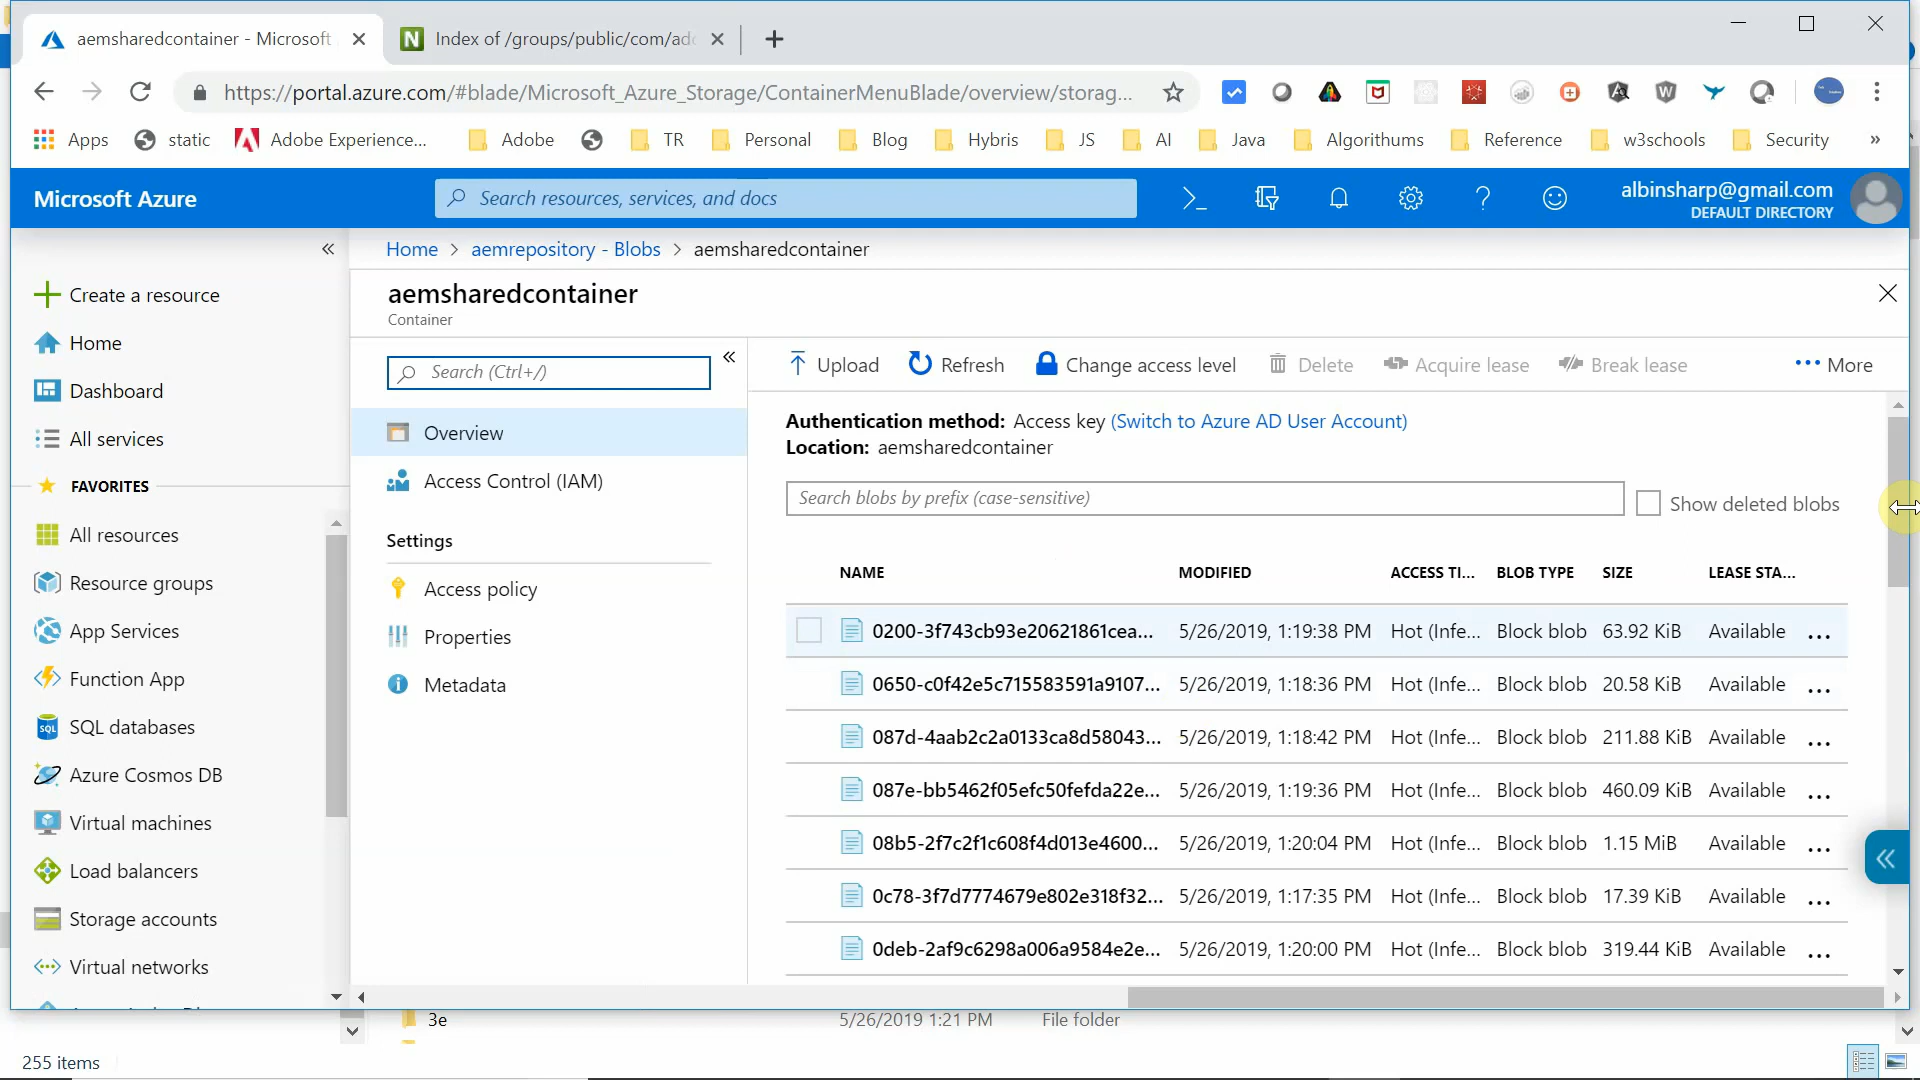 aemsharedcontainer - Microsoft
Index of /groups/public/com/ado
https://portal.azure.com/#blade/Microsoft_Azure_Storage/ContainerMenuBlade/overview/storag...
Apps static Adobe Experience... Adobe TR Personal Blog Hybris JS AI Java Algorithums Reference w3schools Security »
Microsoft Azure
Search resources, services, and docs
albinsharp@gmail.com
DEFAULT DIRECTORY
Home > aemrepository - Blobs > aemsharedcontainer
aemsharedcontainer
Container
Create a resource
Home
Dashboard
All services
FAVORITES
All resources
Resource groups
App Services
Function App
SQL databases
Azure Cosmos DB
Virtual machines
Load balancers
Storage accounts
Virtual networks
Search (Ctrl+/)
Overview
Access Control (IAM)
Settings
Access policy
Properties
Metadata
Upload Refresh Change access level Delete Acquire lease Break lease ... More
Authentication method: Access key (Switch to Azure AD User Account)
Location: aemsharedcontainer
Search blobs by prefix (case-sensitive)
Show deleted blobs
NAME MODIFIED ACCESS TI... BLOB TYPE SIZE LEASE STA...
0200-3f743cb93e20621861cea... 5/26/2019, 1:19:38 PM Hot (Infe... Block blob 63.92 KiB Available ...
0650-c0f42e5c715583591a9107... 5/26/2019, 1:18:36 PM Hot (Infe... Block blob 20.58 KiB Available ...
087d-4aab2c2a0133ca8d58043... 5/26/2019, 1:18:42 PM Hot (Infe... Block blob 211.88 KiB Available ...
087e-bb5462f05efc50fefda22e... 5/26/2019, 1:19:36 PM Hot (Infe... Block blob 460.09 KiB Available ...
08b5-2f7c2f1c608f4d013e4600... 5/26/2019, 1:20:04 PM Hot (Infe... Block blob 1.15 MiB Available ...
0c78-3f7d7774679e802e318f32... 5/26/2019, 1:17:35 PM Hot (Infe... Block blob 17.39 KiB Available ...
0deb-2af9c6298a006a9584e2e... 5/26/2019, 1:20:00 PM Hot (Infe... Block blob 319.44 KiB Available ...
3e 5/26/2019 1:21 PM File folder
255 items